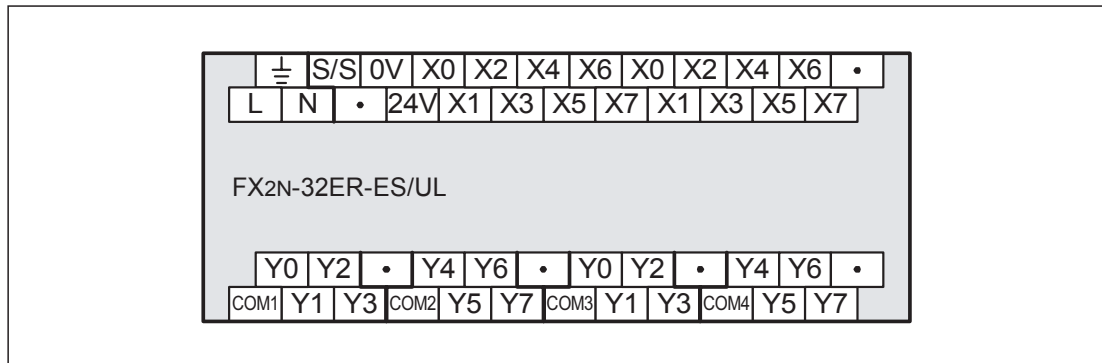 ⏚ S/S 0V X0 X2 X4 X6 X0 X2 X4 X6 •
L N • 24V X1 X3 X5 X7 X1 X3 X5 X7
FX2N-32ER-ES/UL
Y0 Y2 • Y4 Y6 • Y0 Y2 • Y4 Y6 •
COM1 Y1 Y3 COM2 Y5 Y7 COM3 Y1 Y3 COM4 Y5 Y7